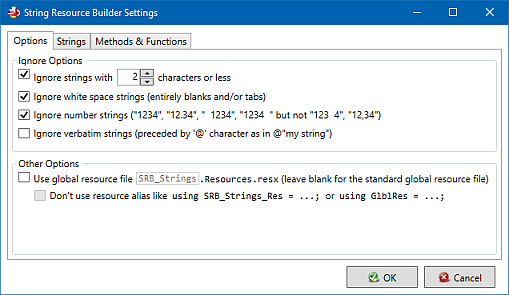 String Resource Builder Settings
Options Strings Methods & Functions
Ignore Options
Ignore strings with 2 characters or less
Ignore white space strings (entirely blanks and/or tabs)
Ignore number strings ("1234", "12.34", "  1234", "1234  " but not "123  4", "12,34")
Ignore verbatim strings (preceded by '@' character as in @"my string")
Other Options
Use global resource file SRB_Strings.Resources.resx (leave blank for the standard global resource file)
Don't use resource alias like using SRB_Strings_Res = ...; or using GlblRes = ...;
OK Cancel